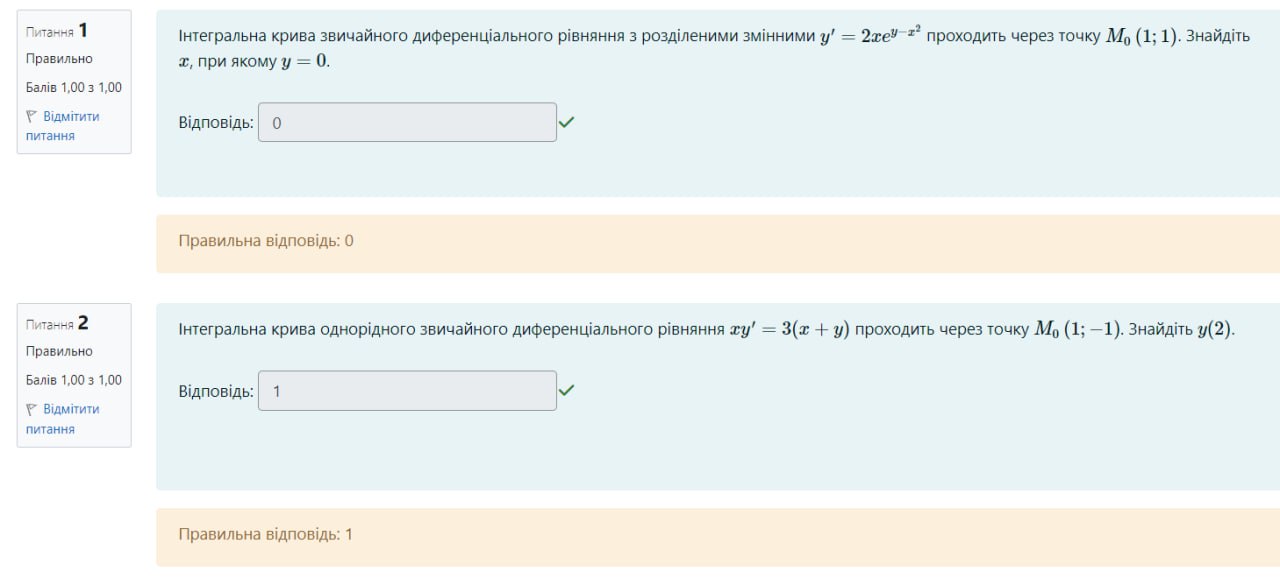 Питання 1
Правильно
Балів 1,00 з 1,00
Відмітити
питання
Інтегральна крива звичайного диференціального рівняння з розділеними змінними y′ = 2xe^{y−x²} проходить через точку M₀ (1; 1). Знайдіть
x, при якому y = 0.
Відповідь: 0
Правильна відповідь: 0
Питання 2
Правильно
Балів 1,00 з 1,00
Відмітити
питання
Інтегральна крива однорідного звичайного диференціального рівняння xy′ = 3(x + y) проходить через точку M₀ (1; −1). Знайдіть y(2).
Відповідь: 1
Правильна відповідь: 1